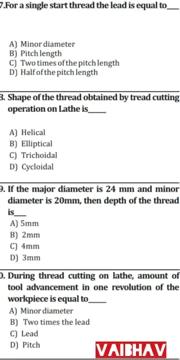 7.For a single start thread the lead is equal to___
A) Minor diameter
B) Pitch length
C) Two times of the pitch length
D) Half of the pitch length
8. Shape of the thread obtained by tread cutting
operation on Lathe is_____
A) Helical
B) Elliptical
C) Trichoidal
D) Cycloidal
9. If the major diameter is 24 mm and minor
diameter is 20mm, then depth of the thread
is___
A) 5mm
B) 2mm
C) 4mm
D) 3mm
0. During thread cutting on lathe, amount of
tool advancement in one revolution of the
workpiece is equal to_____
A) Minor diameter
B) Two times the lead
C) Lead
D) Pitch
VAIBHAV